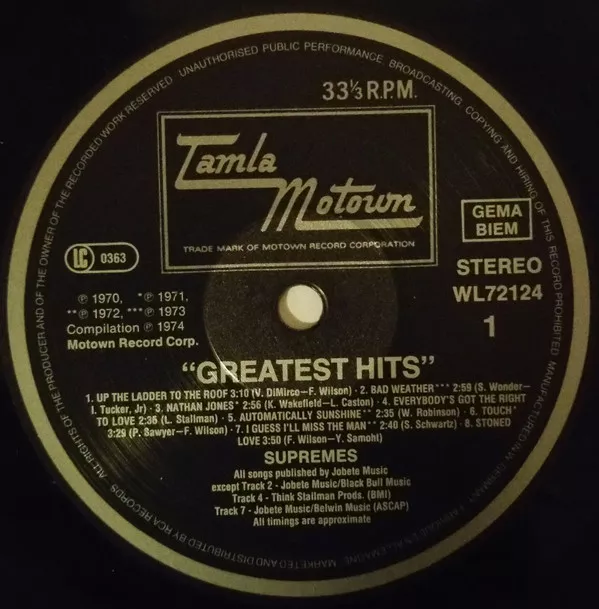 UNAUTHORISED PUBLIC PERFORMANCE, BROADCASTING, COPYING AND HIRING OF THIS RECORD PROHIBITED
ALL RIGHTS OF THE PRODUCER AND OF THE OWNER OF THE RECORDED WORK RESERVED
33⅓ R.P.M.
Tamla
Motown
TRADE MARK OF MOTOWN RECORD CORPORATION
GEMA
BIEM
LC 0363
STEREO
WL72124
1
℗ 1970, *℗ 1971,
**℗ 1972, ***℗ 1973
Compilation ℗ 1974
Motown Record Corp.
"GREATEST HITS"
1. UP THE LADDER TO THE ROOF 3:10 (V. DiMirco–F. Wilson) · 2. BAD WEATHER*** 2:59 (S. Wonder–
I. Tucker, Jr) · 3. NATHAN JONES* 2:56 (K. Wakefield–L. Caston) · 4. EVERYBODY'S GOT THE RIGHT
TO LOVE 2:36 (L. Stallman) · 5. AUTOMATICALLY SUNSHINE** 2:35 (W. Robinson) · 6. TOUCH*
3:29 (P. Sawyer–F. Wilson) · 7. I GUESS I'LL MISS THE MAN** 2:40 (S. Schwartz) · 8. STONED
LOVE 3:50 (F. Wilson–Y. Samoht)
SUPREMES
All songs published by Jobete Music
except Track 2 - Jobete Music/Black Bull Music
Track 4 - Think Stallman Prods. (BMI)
Track 7 - Jobete Music/Belwin Music (ASCAP)
All timings are approximate
MARKETED AND DISTRIBUTED BY RCA RECORDS
MANUFACTURED IN W. GERMANY